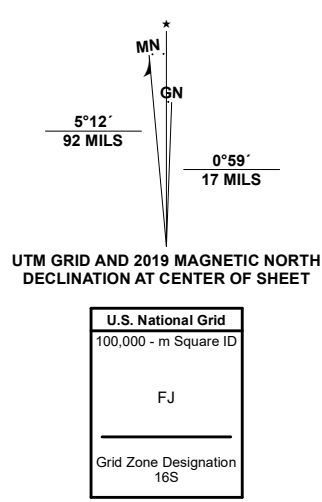 ★
MN
GN
5°12´
92 MILS
0°59´
17 MILS
UTM GRID AND 2019 MAGNETIC NORTH
DECLINATION AT CENTER OF SHEET
U.S. National Grid
100,000 - m Square ID
FJ
Grid Zone Designation
16S